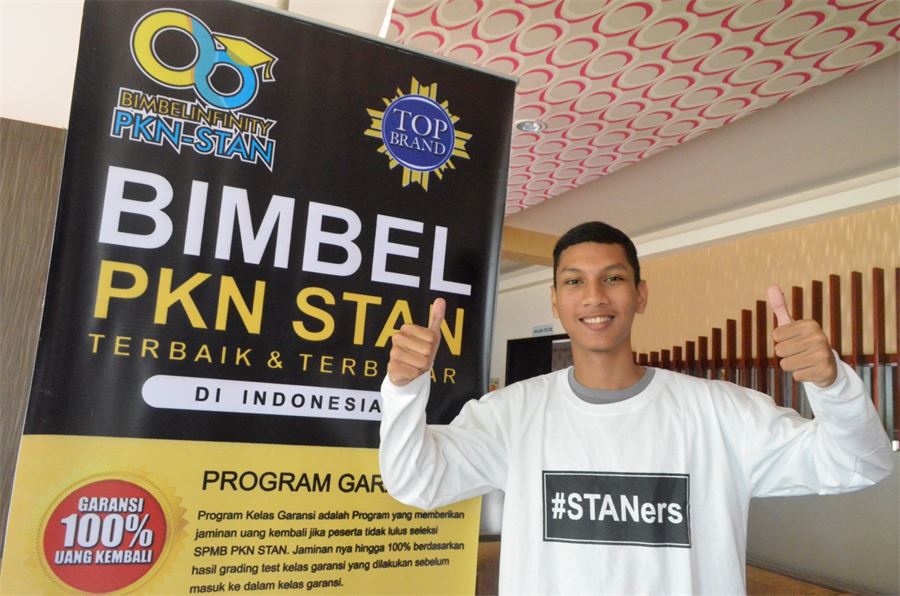 BIMBELINFINITY
PKN-STAN
TOP
BRAND
BIMBEL
PKN STAN
TERBAIK & TERB
AR
DI INDONESIA
PROGRAM GAR
GARANSI
100%
UANG KEMBALI
Program Kelas Garansi adalah Program yang memberikan
jaminan uang kembali jika peserta tidak lulus seleksi
SPMB PKN STAN. Jaminan nya hingga 100% berdasarkan
hasil grading test kelas garansi yang dilakukan sebelum
masuk ke dalam kelas garansi.
#STANers